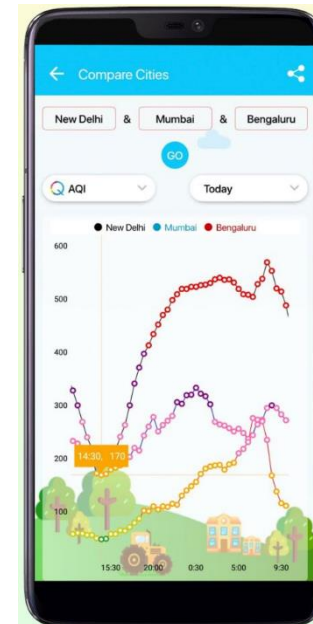 Compare Cities
New Delhi & Mumbai & Bengaluru
GO
AQI Today
New Delhi Mumbai Bengaluru
600
500
400
300
14:30, 170
200
100
15:30 20:00 0:30 5:00 9:30